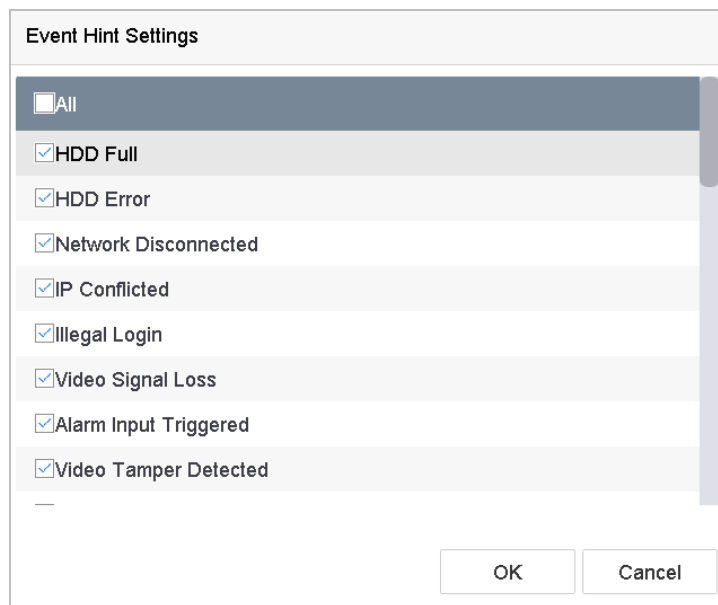 Event Hint Settings
All
HDD Full
HDD Error
Network Disconnected
IP Conflicted
Illegal Login
Video Signal Loss
Alarm Input Triggered
Video Tamper Detected
OK Cancel